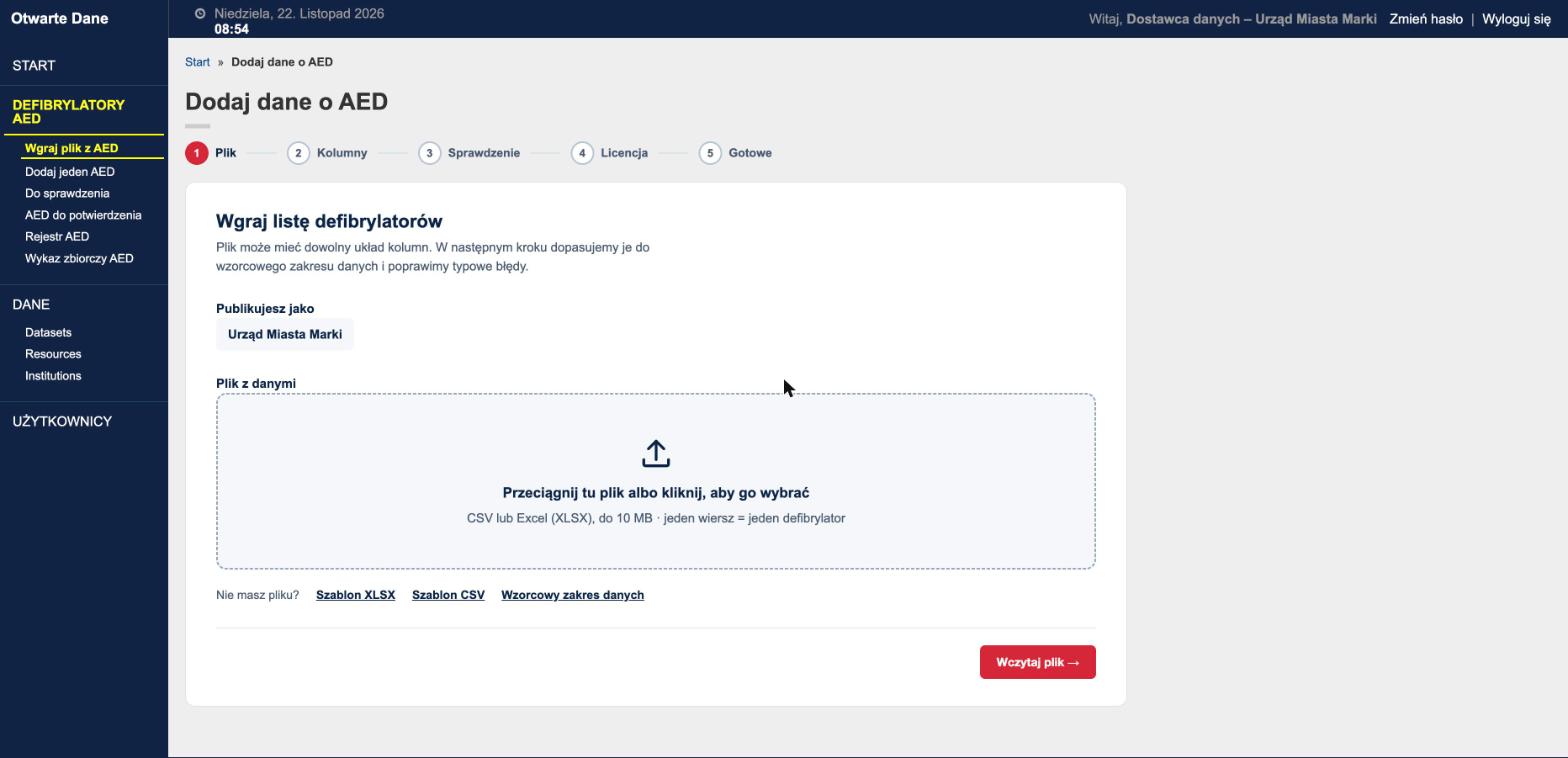 Otwarte Dane
Niedziela, 22. Listopad 2026
08:54
Witaj, Dostawca danych – Urząd Miasta Marki Zmień hasło | Wyloguj się
START
DEFIBRYLATORY
AED
Wgraj plik z AED
Dodaj jeden AED
Do sprawdzenia
AED do potwierdzenia
Rejestr AED
Wykaz zbiorczy AED
DANE
Datasets
Resources
Institutions
UŻYTKOWNICY
Start » Dodaj dane o AED
Dodaj dane o AED
1 Plik 2 Kolumny 3 Sprawdzenie 4 Licencja 5 Gotowe
Wgraj listę defibrylatorów
Plik może mieć dowolny układ kolumn. W następnym kroku dopasujemy je do
wzorcowego zakresu danych i poprawimy typowe błędy.
Publikujesz jako
Urząd Miasta Marki
Plik z danymi
Przeciągnij tu plik albo kliknij, aby go wybrać
CSV lub Excel (XLSX), do 10 MB · jeden wiersz = jeden defibrylator
Nie masz pliku? Szablon XLSX Szablon CSV Wzorcowy zakres danych
Wczytaj plik →